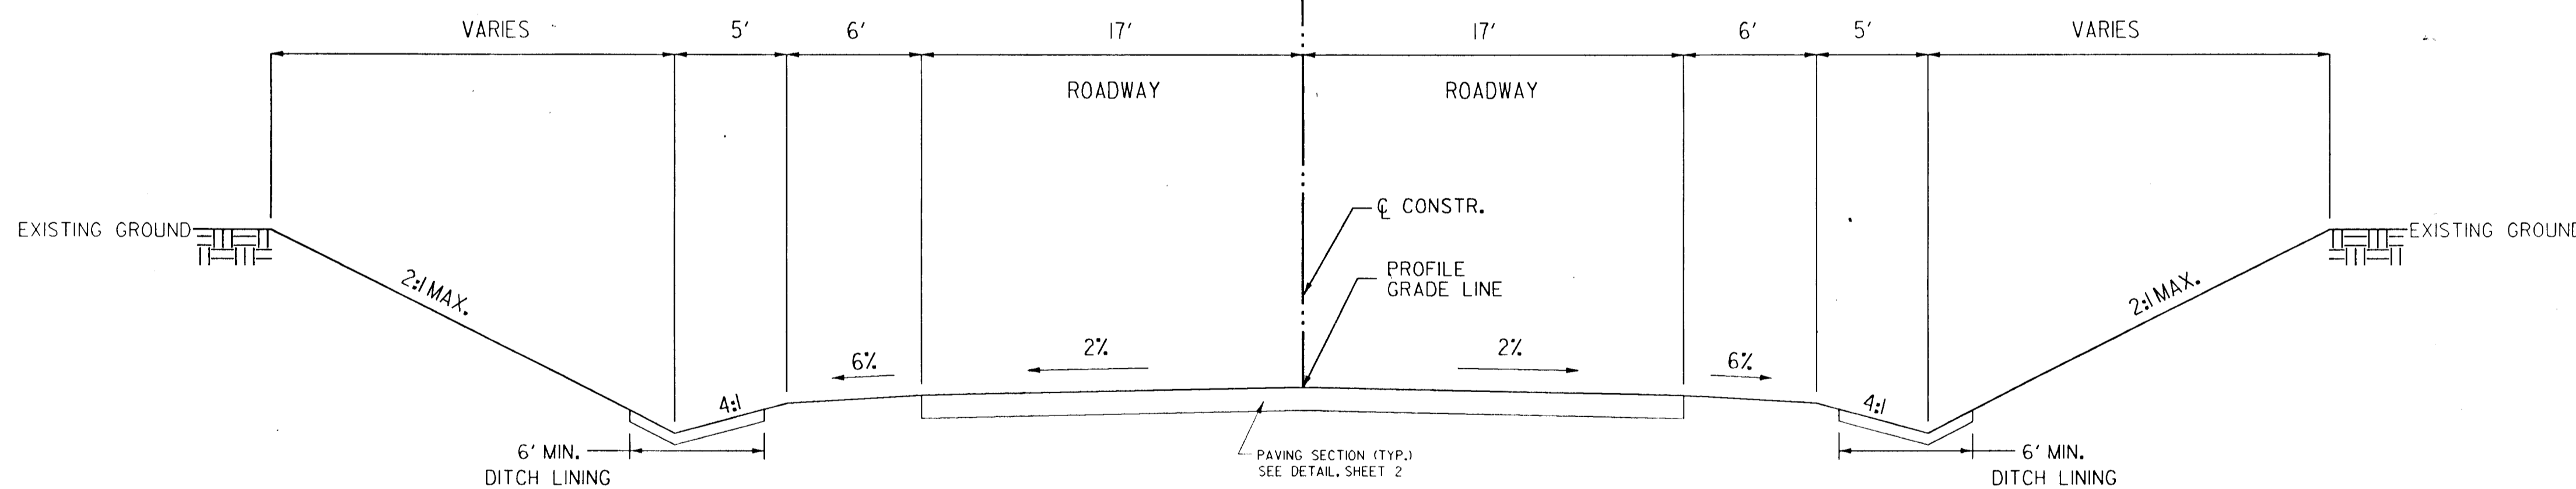 VARIES 5' 6' 17' 17' 6' 5' VARIES
ROADWAY ROADWAY
℄ CONSTR.
EXISTING GROUND EXISTING GROUND
PROFILE
GRADE LINE
2:1 MAX. 2:1 MAX.
6% 2% 2% 6%
4:1 4:1
6' MIN.
DITCH LINING
PAVING SECTION (TYP.)
SEE DETAIL, SHEET 2
6' MIN.
DITCH LINING